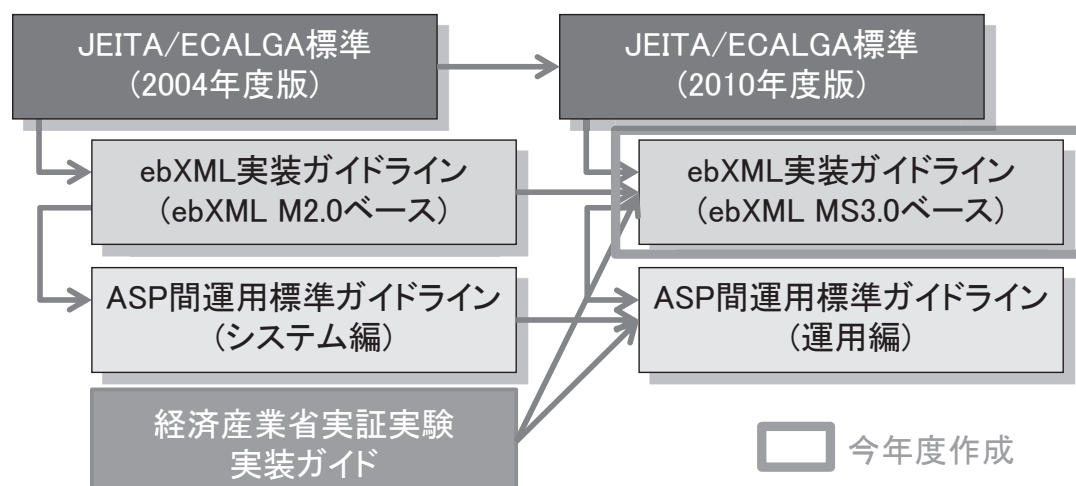 JEITA/ECALGA標準
(2004年度版)
JEITA/ECALGA標準
(2010年度版)
ebXML実装ガイドライン
(ebXML M2.0ベース)
ebXML実装ガイドライン
(ebXML MS3.0ベース)
ASP間運用標準ガイドライン
(システム編)
ASP間運用標準ガイドライン
(運用編)
経済産業省実証実験
実装ガイド
今年度作成